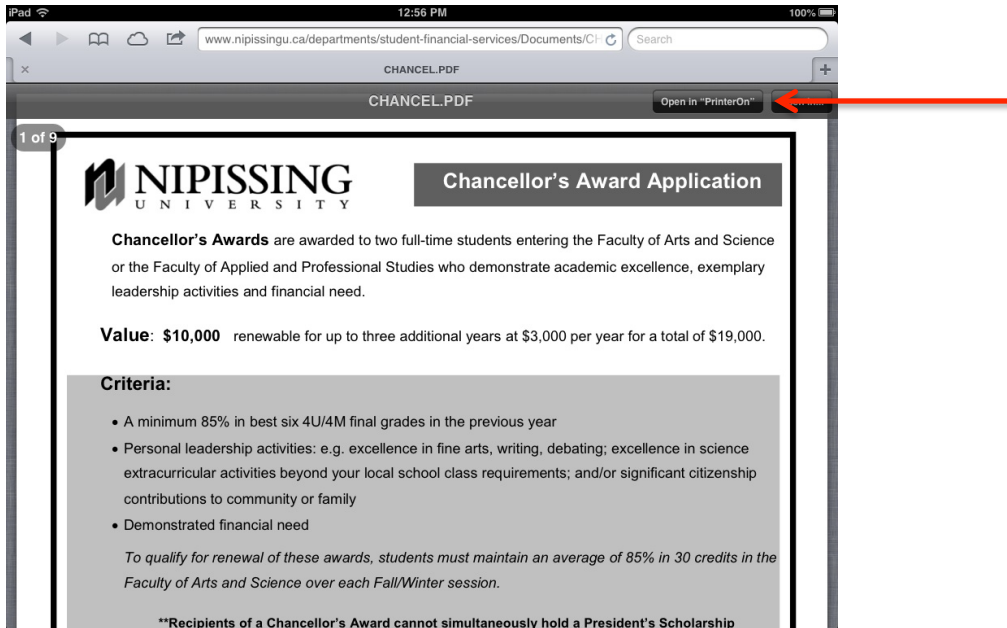 iPad 12:56 PM 100%
www.nipissingu.ca/departments/student-financial-services/Documents/CH Search
CHANCEL.PDF
CHANCEL.PDF Open in “PrinterOn”
1 of 9
NIPISSING
UNIVERSITY
Chancellor’s Award Application
Chancellor’s Awards are awarded to two full-time students entering the Faculty of Arts and Science
or the Faculty of Applied and Professional Studies who demonstrate academic excellence, exemplary
leadership activities and financial need.
Value: $10,000 renewable for up to three additional years at $3,000 per year for a total of $19,000.
Criteria:
• A minimum 85% in best six 4U/4M final grades in the previous year
• Personal leadership activities: e.g. excellence in fine arts, writing, debating; excellence in science
extracurricular activities beyond your local school class requirements; and/or significant citizenship
contributions to community or family
• Demonstrated financial need
To qualify for renewal of these awards, students must maintain an average of 85% in 30 credits in the
Faculty of Arts and Science over each Fall/Winter session.
**Recipients of a Chancellor’s Award cannot simultaneously hold a President’s Scholarship